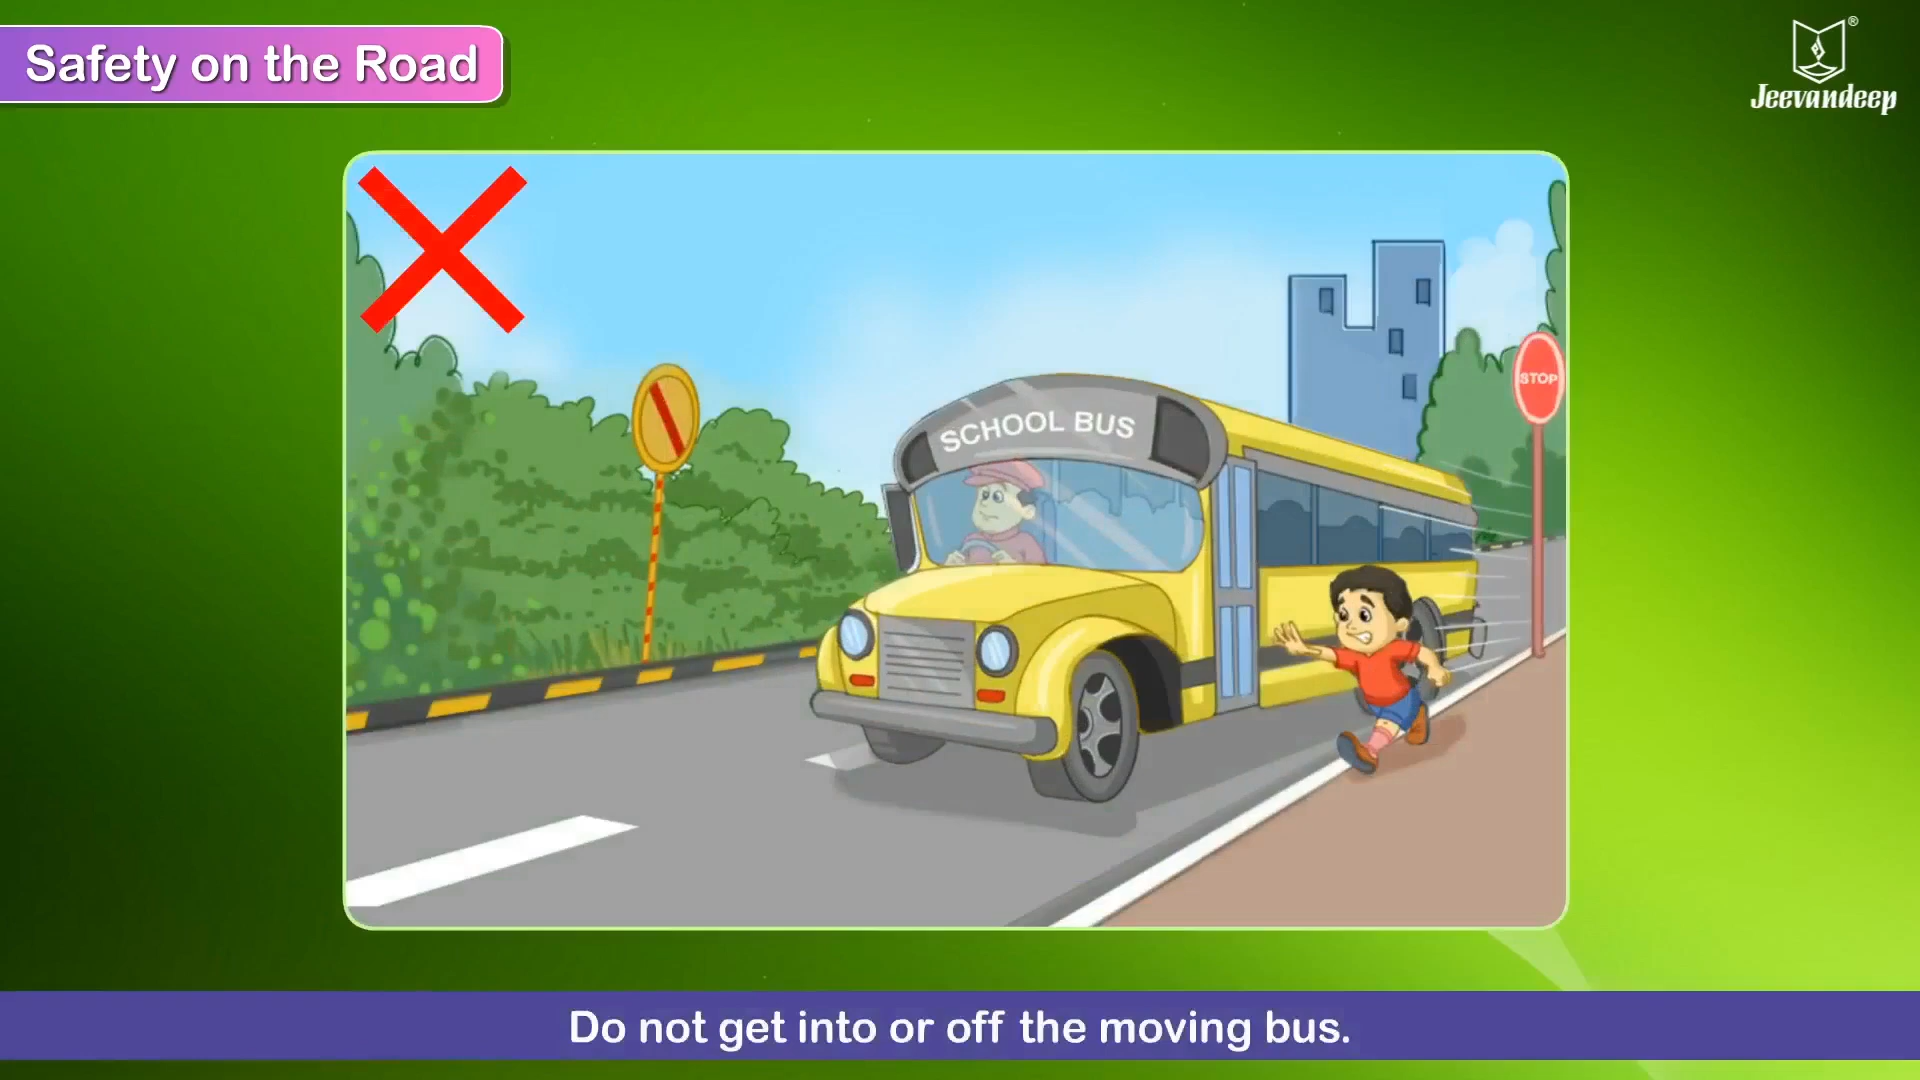 Safety on the Road
®
Jeevandeep
SCHOOL BUS
STOP
Do not get into or off the moving bus.